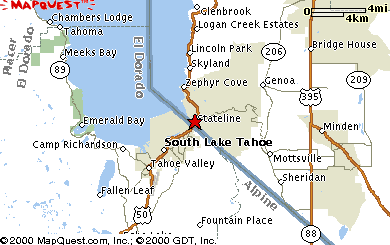 MAPQUEST
Glenbrook
4mi
4km
Chambers Lodge
Tahoma
Logan Creek Estates
Placer
El Dorado
El Dorado
Lincoln Park
Bridge House
206
Meeks Bay
89
Skyland
Zephyr Cove
Genoa
209
395
Emerald Bay
Stateline
Minden
Camp Richardson
South Lake Tahoe
Tahoe Valley
Mottsville
Sheridan
Fallen Leaf
Alpine
50
Fountain Place
88
©2000 MapQuest.com, Inc.; ©2000 GDT, Inc.